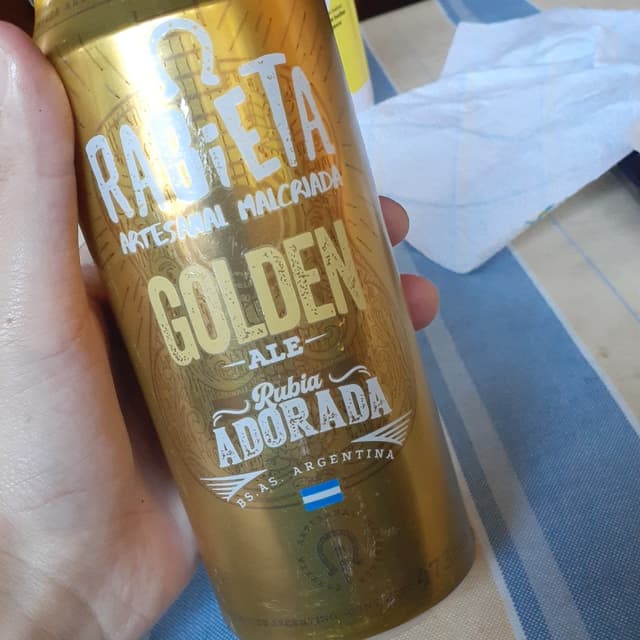 RABiETA
ARTESANAL MALCRIADA
GOLDEN
ALE
Rubia
ADORADA
BS.AS. ARGENTINA